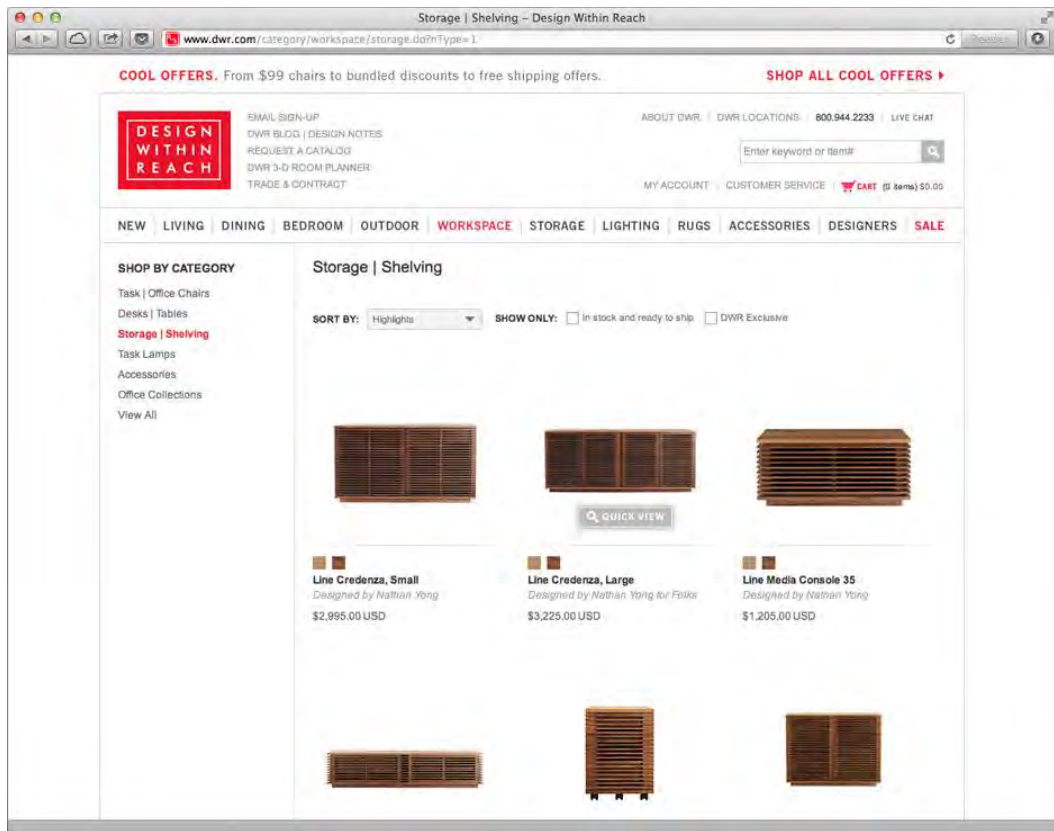 Storage | Shelving – Design Within Reach
www.dwr.com/category/workspace/storage.do?nType=1
Reader
COOL OFFERS. From $99 chairs to bundled discounts to free shipping offers.
SHOP ALL COOL OFFERS
DESIGN
WITHIN
REACH
EMAIL SIGN-UP
DWR BLOG | DESIGN NOTES
REQUEST A CATALOG
DWR 3-D ROOM PLANNER
TRADE & CONTRACT
ABOUT DWR | DWR LOCATIONS | 800.944.2233 | LIVE CHAT
Enter keyword or Item#
MY ACCOUNT | CUSTOMER SERVICE | CART (0 items) $0.00
NEW | LIVING | DINING | BEDROOM | OUTDOOR | WORKSPACE | STORAGE | LIGHTING | RUGS | ACCESSORIES | DESIGNERS | SALE
SHOP BY CATEGORY
Task | Office Chairs
Desks | Tables
Storage | Shelving
Task Lamps
Accessories
Office Collections
View All
Storage | Shelving
SORT BY: Highlights SHOW ONLY: In stock and ready to ship DWR Exclusive
QUICK VIEW
Line Credenza, Small
Designed by Nathan Yong
$2,995.00 USD
Line Credenza, Large
Designed by Nathan Yong for Folks
$3,225.00 USD
Line Media Console 35
Designed by Nathan Yong
$1,205.00 USD